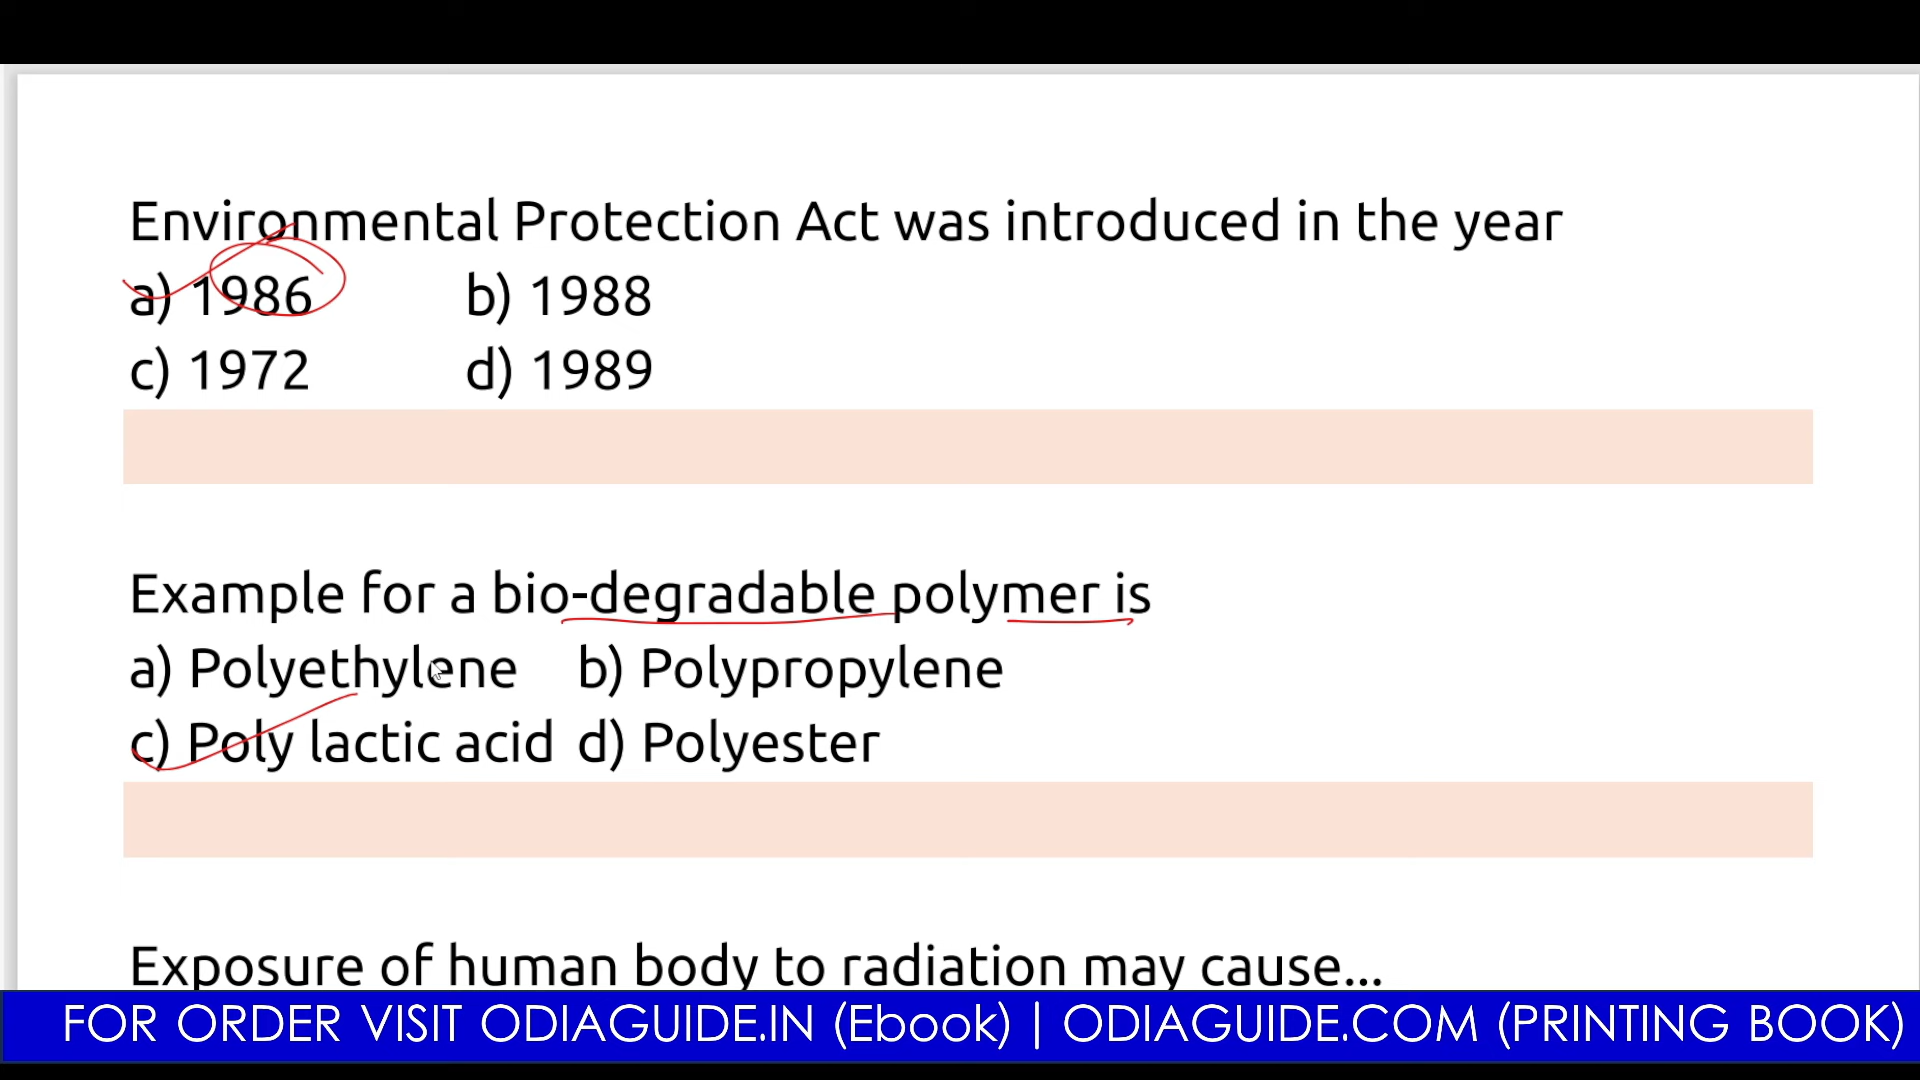 Environmental Protection Act was introduced in the year
a) 1986 b) 1988
c) 1972 d) 1989
Example for a bio-degradable polymer is
a) Polyethylene b) Polypropylene
c) Poly lactic acid d) Polyester
Exposure of human body to radiation may cause...
FOR ORDER VISIT ODIAGUIDE.IN (Ebook) | ODIAGUIDE.COM (PRINTING BOOK)